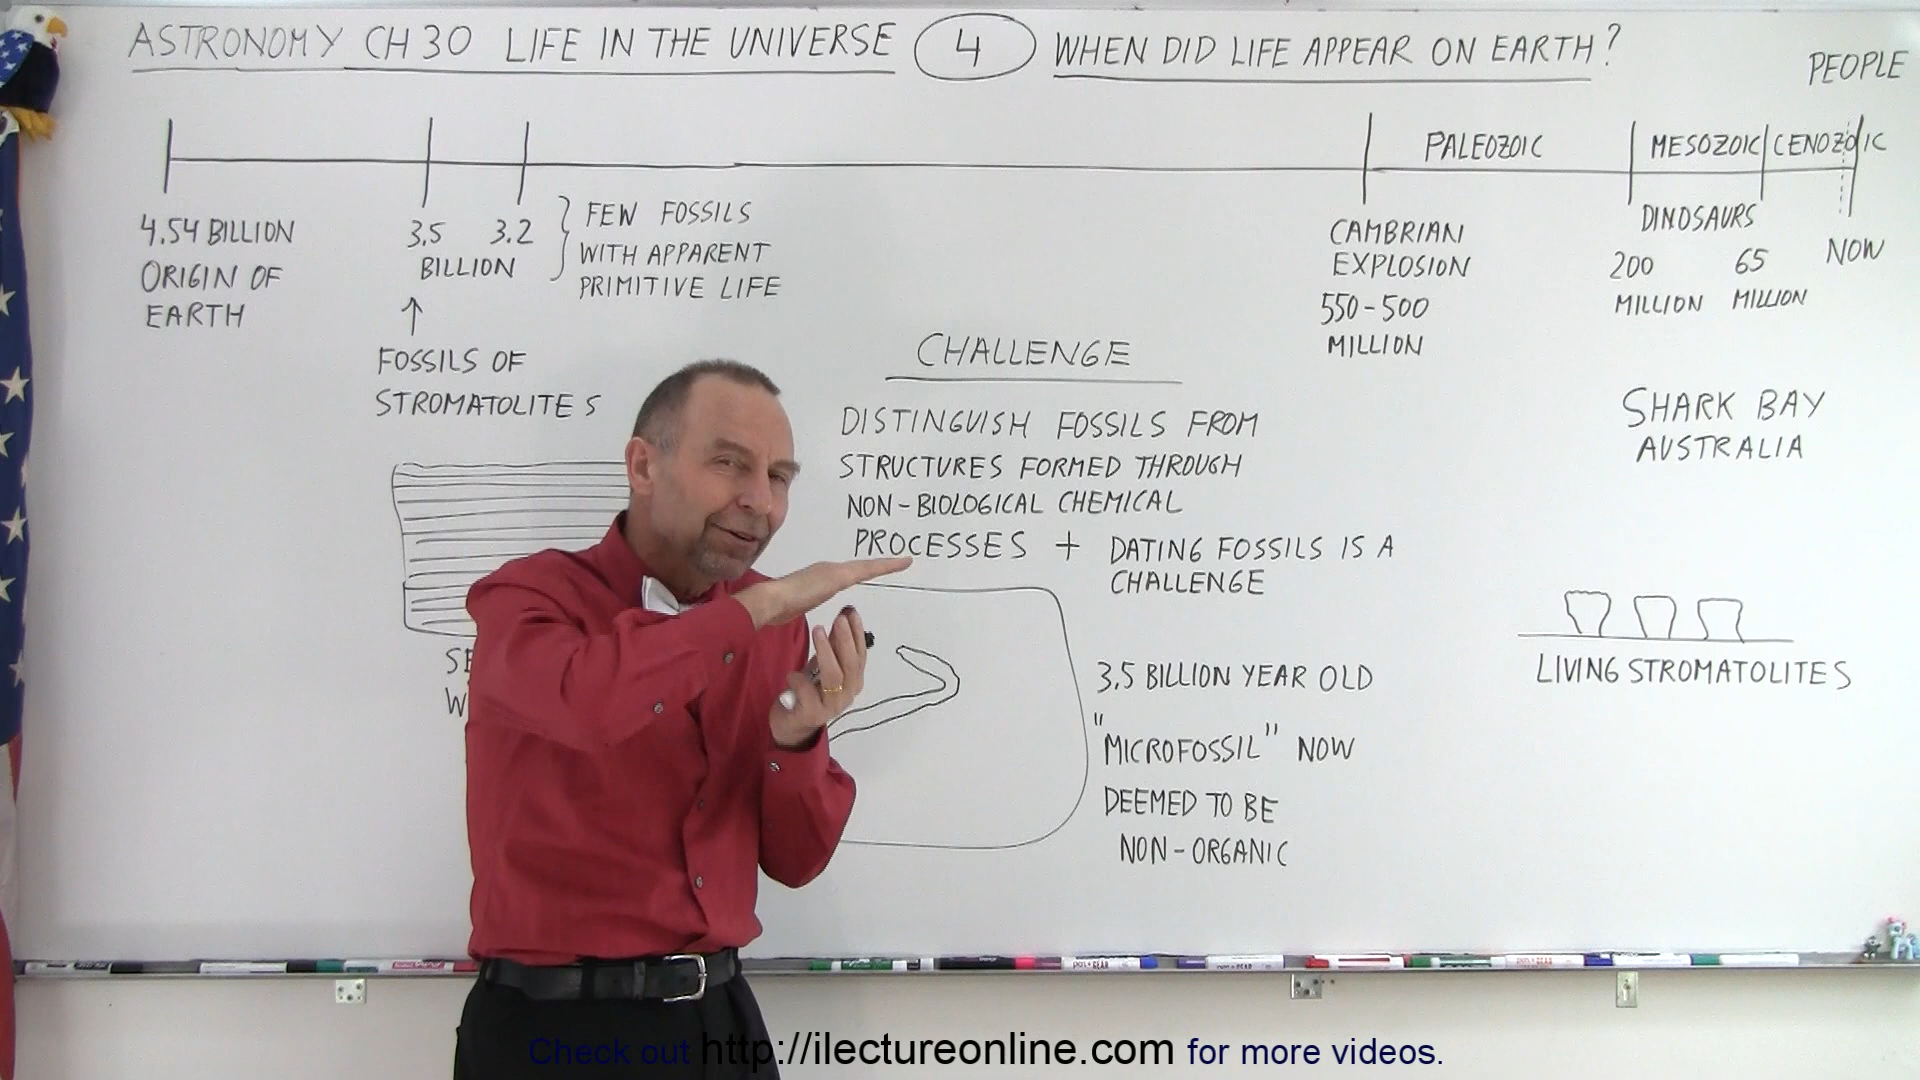 ASTRONOMY CH 30 LIFE IN THE UNIVERSE 4 WHEN DID LIFE APPEAR ON EARTH?
PEOPLE
PALEOZOIC
MESOZOIC
CENOZOIC
4.54 BILLION
ORIGIN OF
EARTH
3.5 3.2
BILLION
FEW FOSSILS
WITH APPARENT
PRIMITIVE LIFE
FOSSILS OF
STROMATOLITES
CAMBRIAN
EXPLOSION
550-500
MILLION
DINOSAURS
200
MILLION
65
MILLION
NOW
CHALLENGE
DISTINGUISH FOSSILS FROM
STRUCTURES FORMED THROUGH
NON-BIOLOGICAL CHEMICAL
PROCESSES + DATING FOSSILS IS A
CHALLENGE
SHARK BAY
AUSTRALIA
LIVING STROMATOLITES
3.5 BILLION YEAR OLD
"MICROFOSSIL" NOW
DEEMED TO BE
NON-ORGANIC
Check out http://ilectureonline.com for more videos.